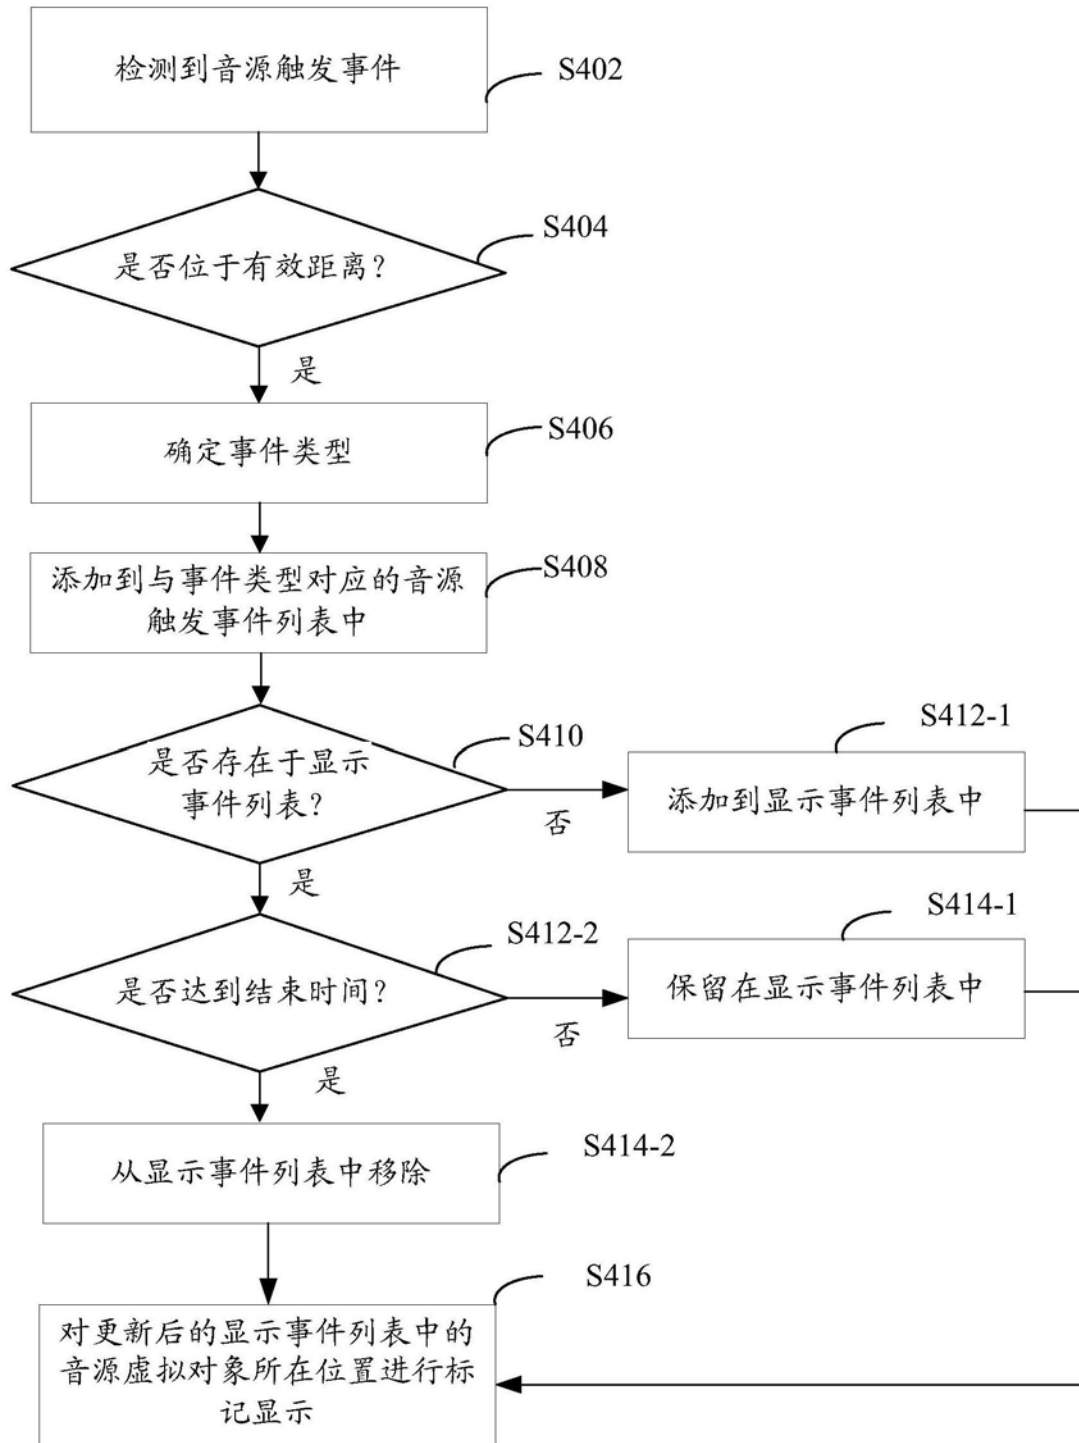 检测到音源触发事件
S402
S404
是否位于有效距离?
是
确定事件类型
S406
添加到与事件类型对应的音源
触发事件列表中
S408
是否存在于显示
事件列表?
S410
否
S412-1
添加到显示事件列表中
是
S412-2
是否达到结束时间?
否
S414-1
保留在显示事件列表中
是
从显示事件列表中移除
S414-2
S416
对更新后的显示事件列表中的
音源虚拟对象所在位置进行标
记显示